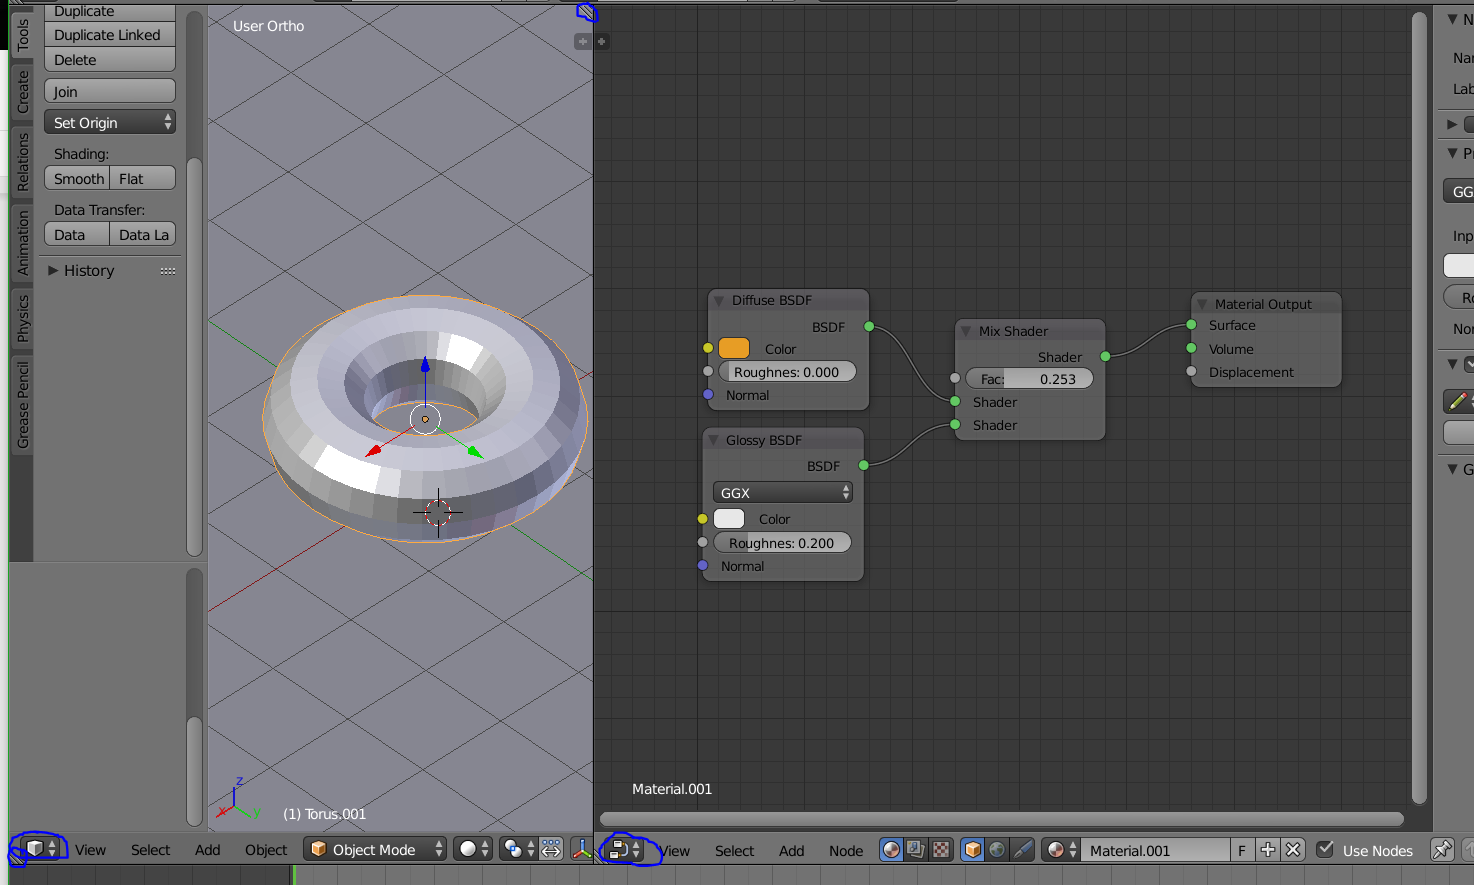 Tools
Create
Relations
Animation
Physics
Grease Pencil
Duplicate
Duplicate Linked
Delete
Join
Set Origin
Shading:
Smooth Flat
Data Transfer:
Data Data La
History
User Ortho
z
x y
(1) Torus.001
View Select Add Object Object Mode
Diffuse BSDF
BSDF
Color
Roughnes: 0.000
Normal
Glossy BSDF
BSDF
GGX
Color
Roughnes: 0.200
Normal
Mix Shader
Shader
Fac: 0.253
Shader
Shader
Material Output
Surface
Volume
Displacement
Material.001
View Select Add Node Material.001 F Use Nodes
N
Nar
Lab
Pr
GG
Inp
Ro
Nor
G